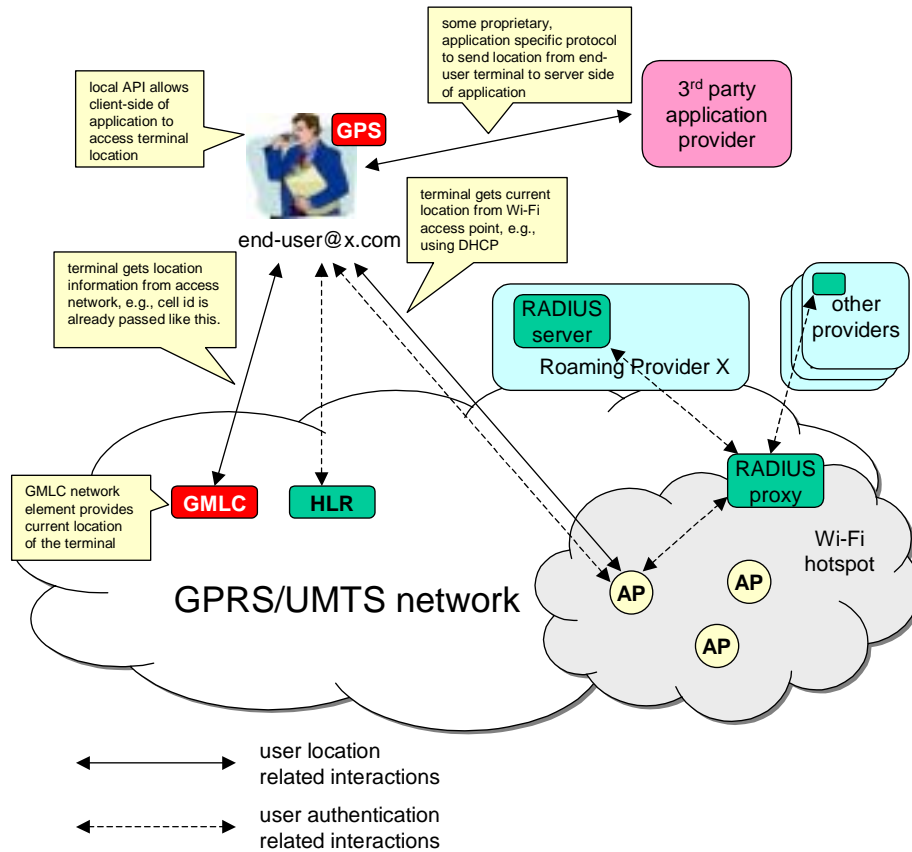 some proprietary,
application specific protocol
to send location from end-
user terminal to server side
of application
local API allows
client-side of
application to
access terminal
location
GPS
3rd party
application
provider
terminal gets current
location from Wi-Fi
access point, e.g.,
using DHCP
end-user@x.com
terminal gets location
information from access
network, e.g., cell id is
already passed like this.
RADIUS
server
Roaming Provider X
other
providers
GMLC network
element provides
current location
of the terminal
GMLC
HLR
RADIUS
proxy
Wi-Fi
hotspot
AP
AP
AP
GPRS/UMTS network
user location
related interactions
user authentication
related interactions